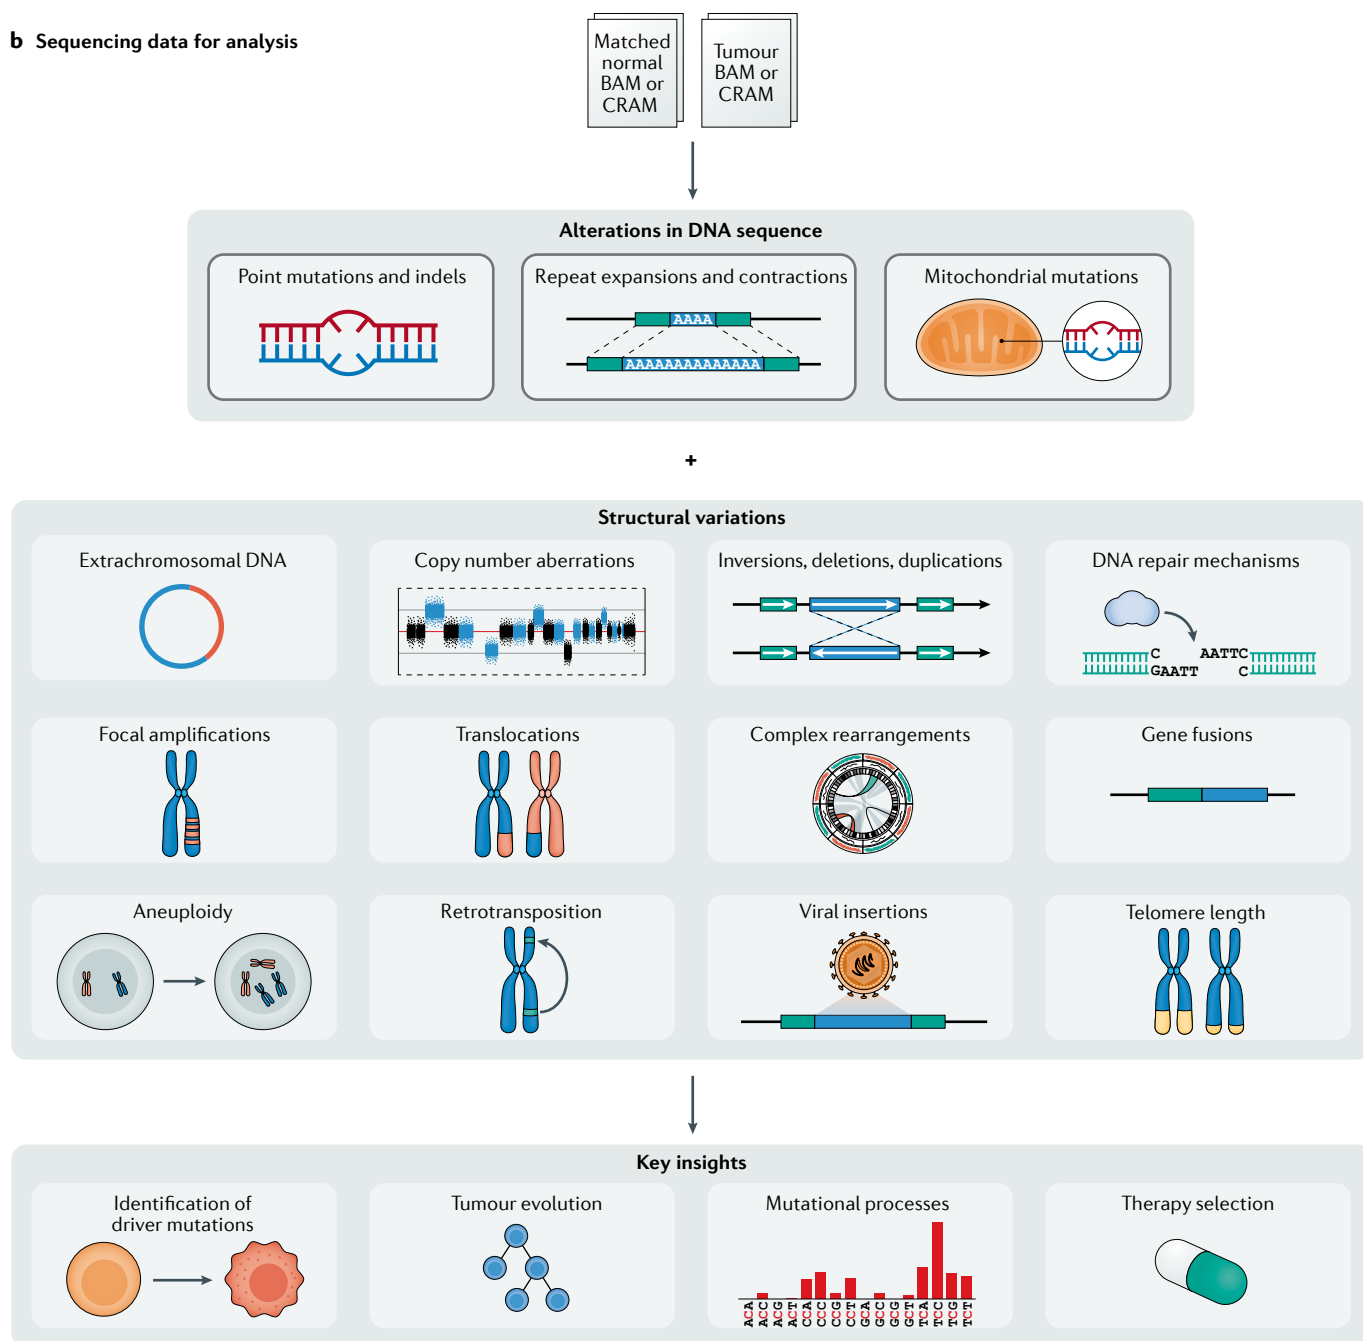 b Sequencing data for analysis
Matched
normal
BAM or
CRAM
Tumour
BAM or
CRAM
Alterations in DNA sequence
Point mutations and indels
Repeat expansions and contractions
AAAA
AAAAAAAAAAAAAA
Mitochondrial mutations
+
Structural variations
Extrachromosomal DNA
Copy number aberrations
Inversions, deletions, duplications
DNA repair mechanisms
C AATTC
GAATT C
Focal amplifications
Translocations
Complex rearrangements
Gene fusions
Aneuploidy
Retrotransposition
Viral insertions
Telomere length
Key insights
Identification of
driver mutations
Tumour evolution
Mutational processes
ACA
ACC
ACG
ACT
CCA
CCC
CCG
CCT
GCA
GCC
GCG
GCT
TCA
TCC
TCG
TCT
Therapy selection